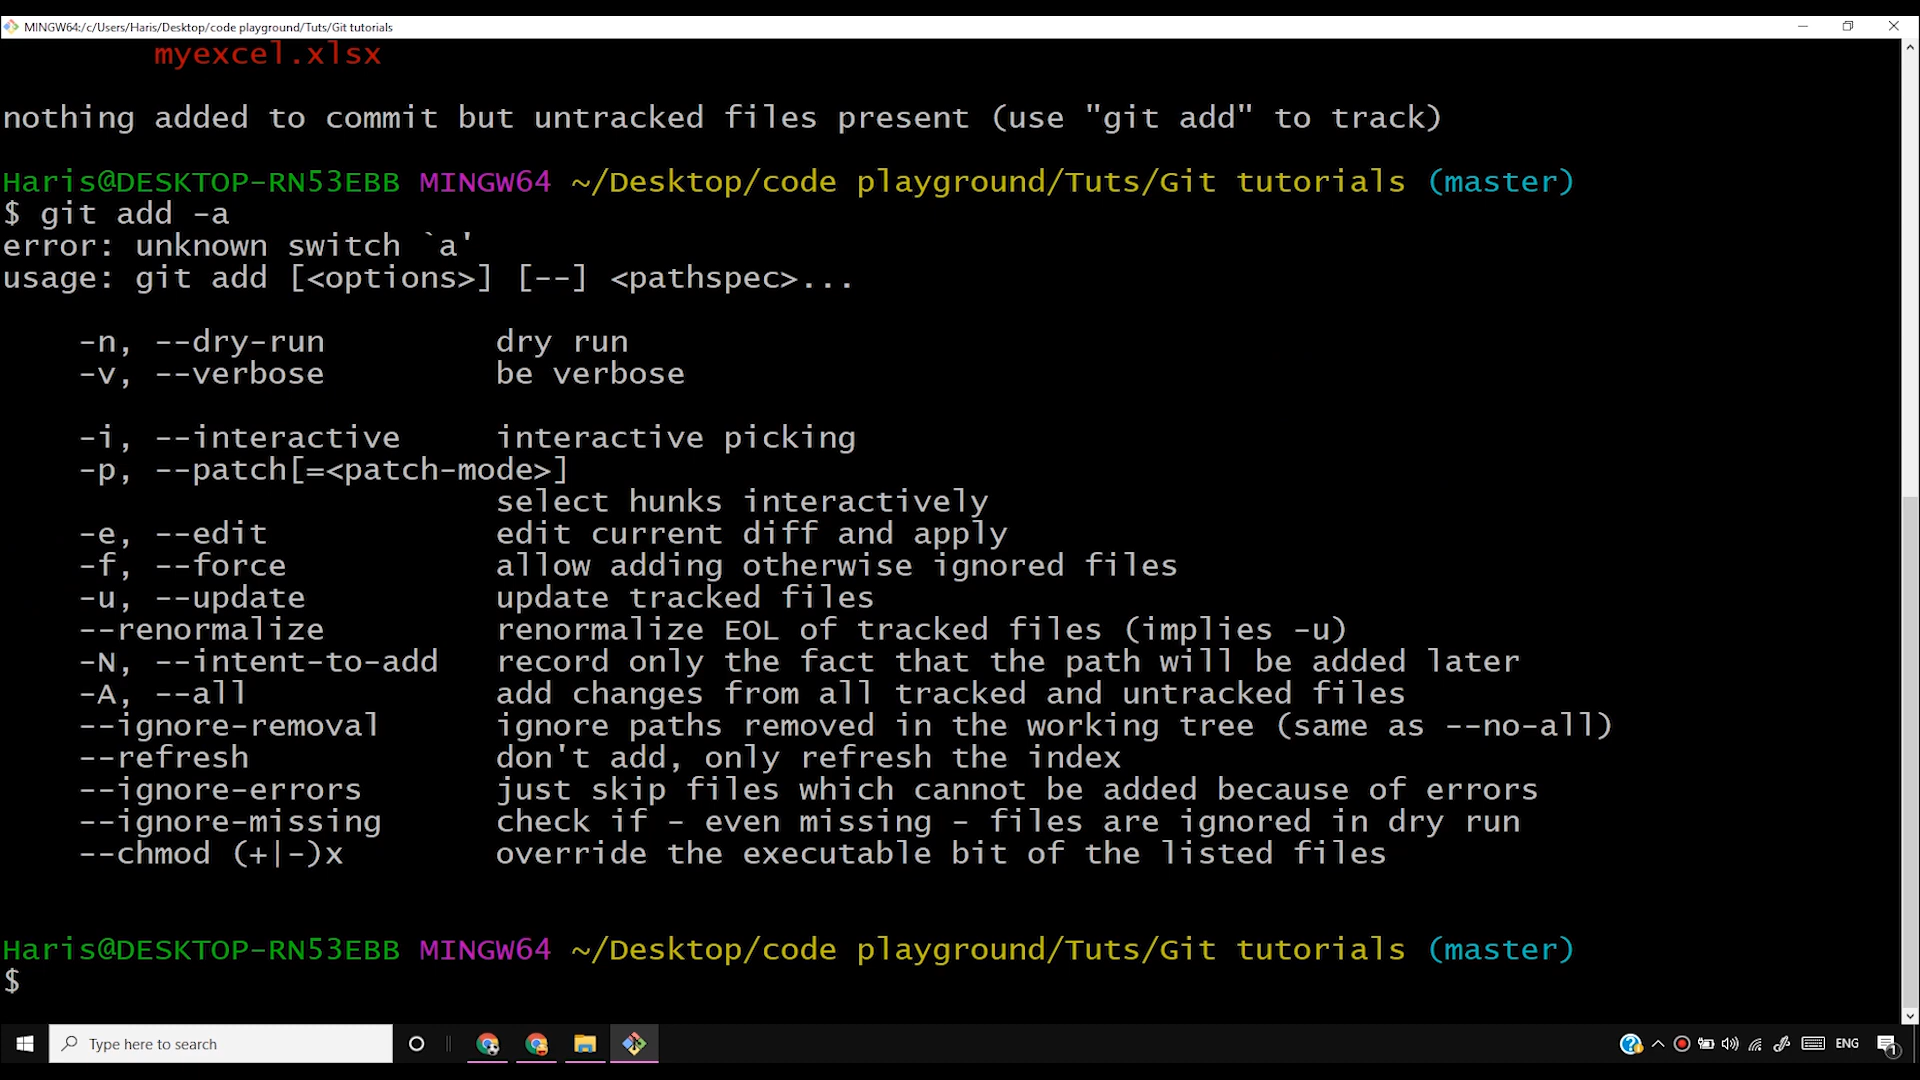 MINGW64:/c/Users/Haris/Desktop/code playground/Tuts/Git tutorials
myexcel.xlsx
nothing added to commit but untracked files present (use "git add" to track)
Haris@DESKTOP-RN53EBB MINGW64 ~/Desktop/code playground/Tuts/Git tutorials (master)
$ git add -a
error: unknown switch `a'
usage: git add [<options>] [--] <pathspec>...
-n, --dry-run dry run
-v, --verbose be verbose
-i, --interactive interactive picking
-p, --patch[=<patch-mode>]
select hunks interactively
-e, --edit edit current diff and apply
-f, --force allow adding otherwise ignored files
-u, --update update tracked files
--renormalize renormalize EOL of tracked files (implies -u)
-N, --intent-to-add record only the fact that the path will be added later
-A, --all add changes from all tracked and untracked files
--ignore-removal ignore paths removed in the working tree (same as --no-all)
--refresh don't add, only refresh the index
--ignore-errors just skip files which cannot be added because of errors
--ignore-missing check if - even missing - files are ignored in dry run
--chmod (+|-)x override the executable bit of the listed files
Haris@DESKTOP-RN53EBB MINGW64 ~/Desktop/code playground/Tuts/Git tutorials (master)
$
Type here to search
ENG
1